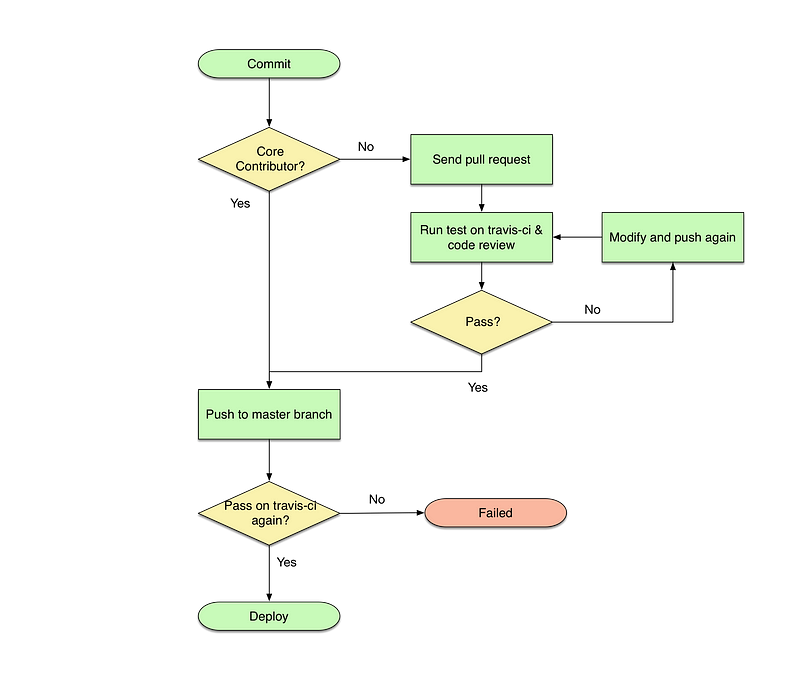 Commit
Core
Contributor?
No
Send pull request
Yes
Run test on travis-ci &
code review
Modify and push again
Pass?
No
Yes
Push to master branch
Pass on travis-ci
again?
No
Failed
Yes
Deploy